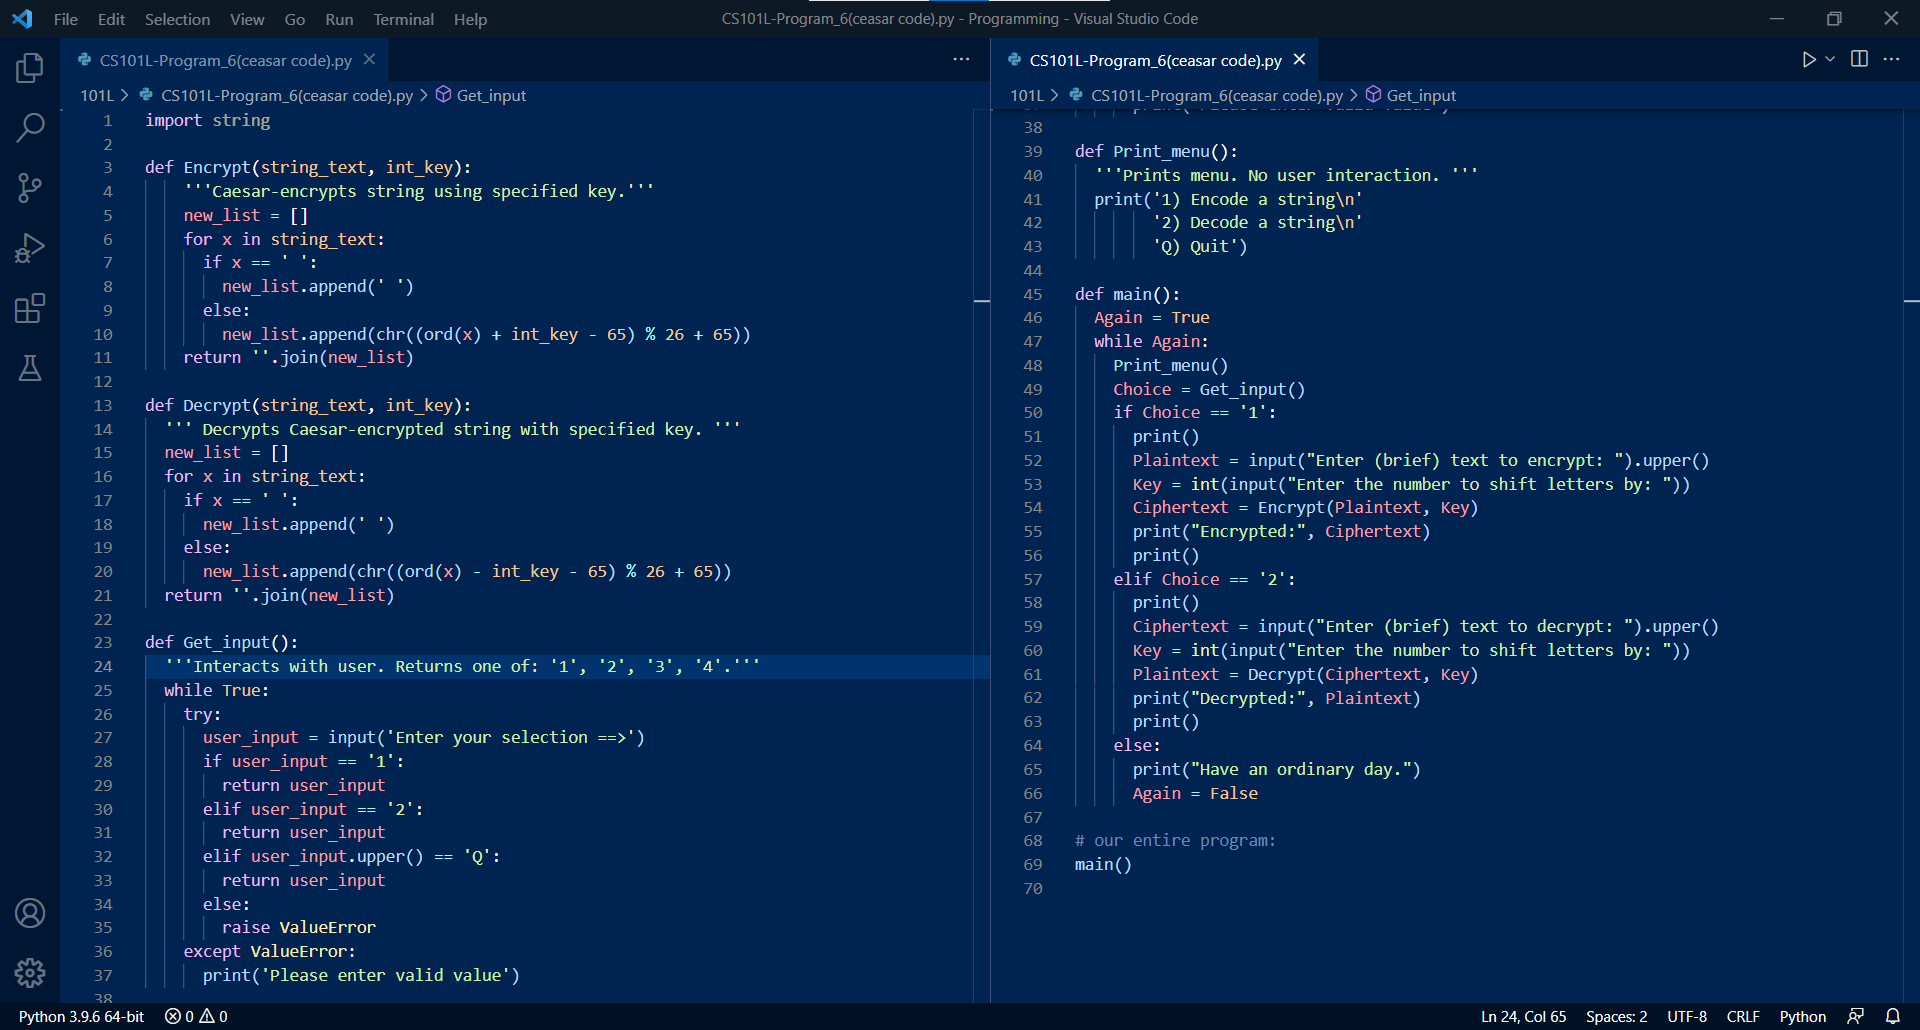 File Edit Selection View Go Run Terminal Help
CS101L-Program_6(ceasar code).py - Programming - Visual Studio Code
CS101L-Program_6(ceasar code).py
101L > CS101L-Program_6(ceasar code).py > Get_input
1 import string
2
3 def Encrypt(string_text, int_key):
4 '''Caesar-encrypts string using specified key.'''
5 new_list = []
6 for x in string_text:
7 if x == ' ':
8 new_list.append(' ')
9 else:
10 new_list.append(chr((ord(x) + int_key - 65) % 26 + 65))
11 return ''.join(new_list)
12
13 def Decrypt(string_text, int_key):
14 ''' Decrypts Caesar-encrypted string with specified key. '''
15 new_list = []
16 for x in string_text:
17 if x == ' ':
18 new_list.append(' ')
19 else:
20 new_list.append(chr((ord(x) - int_key - 65) % 26 + 65))
21 return ''.join(new_list)
22
23 def Get_input():
24 '''Interacts with user. Returns one of: '1', '2', '3', '4'.'''
25 while True:
26 try:
27 user_input = input('Enter your selection ==>')
28 if user_input == '1':
29 return user_input
30 elif user_input == '2':
31 return user_input
32 elif user_input.upper() == 'Q':
33 return user_input
34 else:
35 raise ValueError
36 except ValueError:
37 print('Please enter valid value')
38
CS101L-Program_6(ceasar code).py
101L > CS101L-Program_6(ceasar code).py > Get_input
38
39 def Print_menu():
40 '''Prints menu. No user interaction. '''
41 print('1) Encode a string\n'
42 '2) Decode a string\n'
43 'Q) Quit')
44
45 def main():
46 Again = True
47 while Again:
48 Print_menu()
49 Choice = Get_input()
50 if Choice == '1':
51 print()
52 Plaintext = input("Enter (brief) text to encrypt: ").upper()
53 Key = int(input("Enter the number to shift letters by: "))
54 Ciphertext = Encrypt(Plaintext, Key)
55 print("Encrypted:", Ciphertext)
56 print()
57 elif Choice == '2':
58 print()
59 Ciphertext = input("Enter (brief) text to decrypt: ").upper()
60 Key = int(input("Enter the number to shift letters by: "))
61 Plaintext = Decrypt(Ciphertext, Key)
62 print("Decrypted:", Plaintext)
63 print()
64 else:
65 print("Have an ordinary day.")
66 Again = False
67
68 # our entire program:
69 main()
70
Python 3.9.6 64-bit 0 0 Ln 24, Col 65 Spaces: 2 UTF-8 CRLF Python